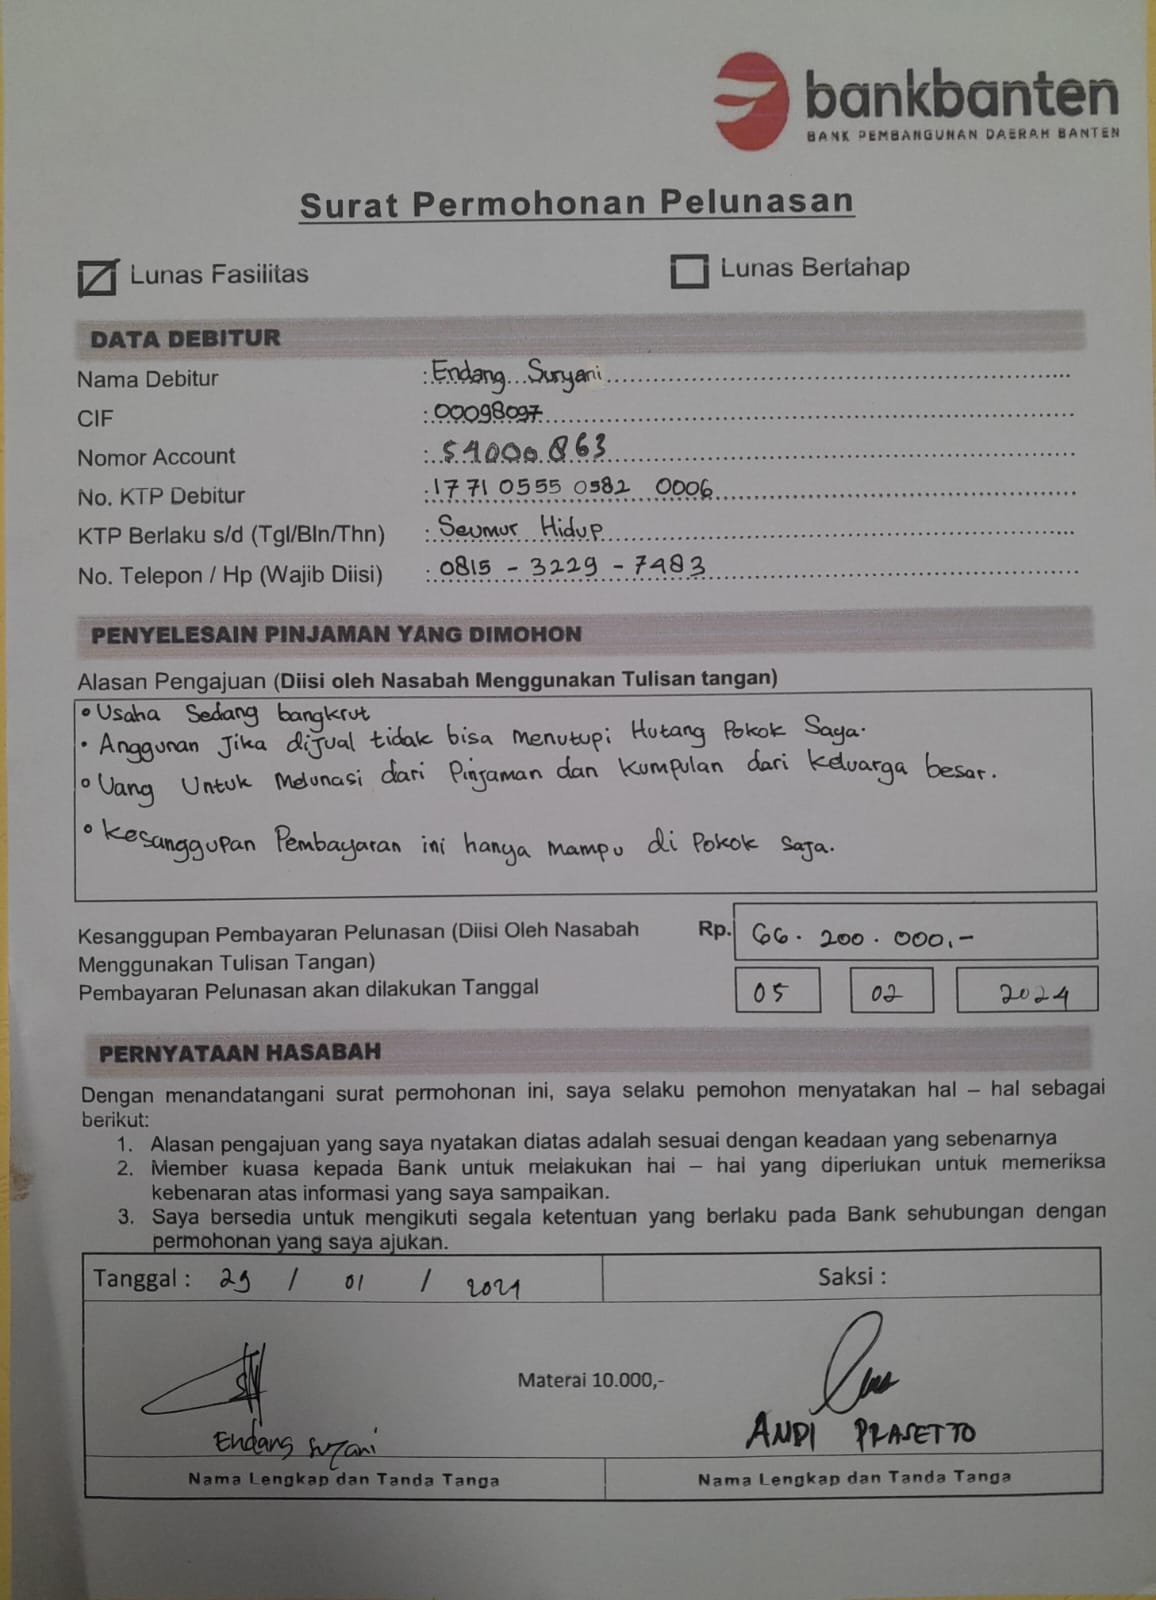 bankbanten
BANK PEMBANGUNAN DAERAH BANTEN
Surat Permohonan Pelunasan
Lunas Fasilitas
Lunas Bertahap
DATA DEBITUR
Nama Debitur : Endang Suryani
CIF : 00098097
Nomor Account : 54000863
No. KTP Debitur : 1771 0555 0582 0006
KTP Berlaku s/d (Tgl/Bln/Thn) : Seumur Hidup
No. Telepon / Hp (Wajib Diisi) : 0815 - 3229 - 7483
PENYELESAIN PINJAMAN YANG DIMOHON
Alasan Pengajuan (Diisi oleh Nasabah Menggunakan Tulisan tangan)
• Usaha Sedang bangkrut
• Anggunan Jika dijual tidak bisa menutupi Hutang Pokok Saya.
• Uang Untuk Melunasi dari Pinjaman dan Kumpulan dari keluarga besar.
• Kesanggupan Pembayaran ini hanya mampu di Pokok saja.
Kesanggupan Pembayaran Pelunasan (Diisi Oleh Nasabah Rp. 66.200.000,-
Menggunakan Tulisan Tangan)
Pembayaran Pelunasan akan dilakukan Tanggal 05 02 2024
PERNYATAAN HASABAH
Dengan menandatangani surat permohonan ini, saya selaku pemohon menyatakan hal – hal sebagai
berikut:
1. Alasan pengajuan yang saya nyatakan diatas adalah sesuai dengan keadaan yang sebenarnya
2. Member kuasa kepada Bank untuk melakukan hal – hal yang diperlukan untuk memeriksa
kebenaran atas informasi yang saya sampaikan.
3. Saya bersedia untuk mengikuti segala ketentuan yang berlaku pada Bank sehubungan dengan
permohonan yang saya ajukan.
Tanggal : 29 / 01 / 2024
Saksi :
Materai 10.000,-
Endang Suryani
ANDI PRASETTO
Nama Lengkap dan Tanda Tanga
Nama Lengkap dan Tanda Tanga